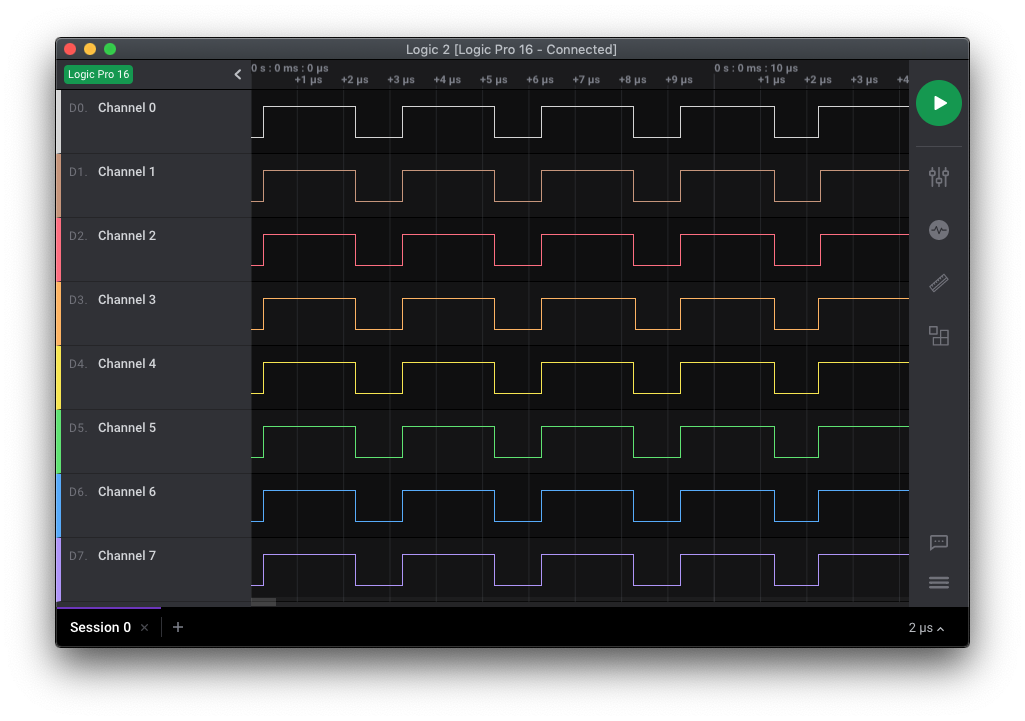 Logic 2 [Logic Pro 16 - Connected]
Logic Pro 16
0 s : 0 ms : 0 µs
0 s : 0 ms : 10 µs
+1 µs +2 µs +3 µs +4 µs +5 µs +6 µs +7 µs +8 µs +9 µs +1 µs +2 µs +3 µs +4
D0. Channel 0
D1. Channel 1
D2. Channel 2
D3. Channel 3
D4. Channel 4
D5. Channel 5
D6. Channel 6
D7. Channel 7
Session 0
2 µs